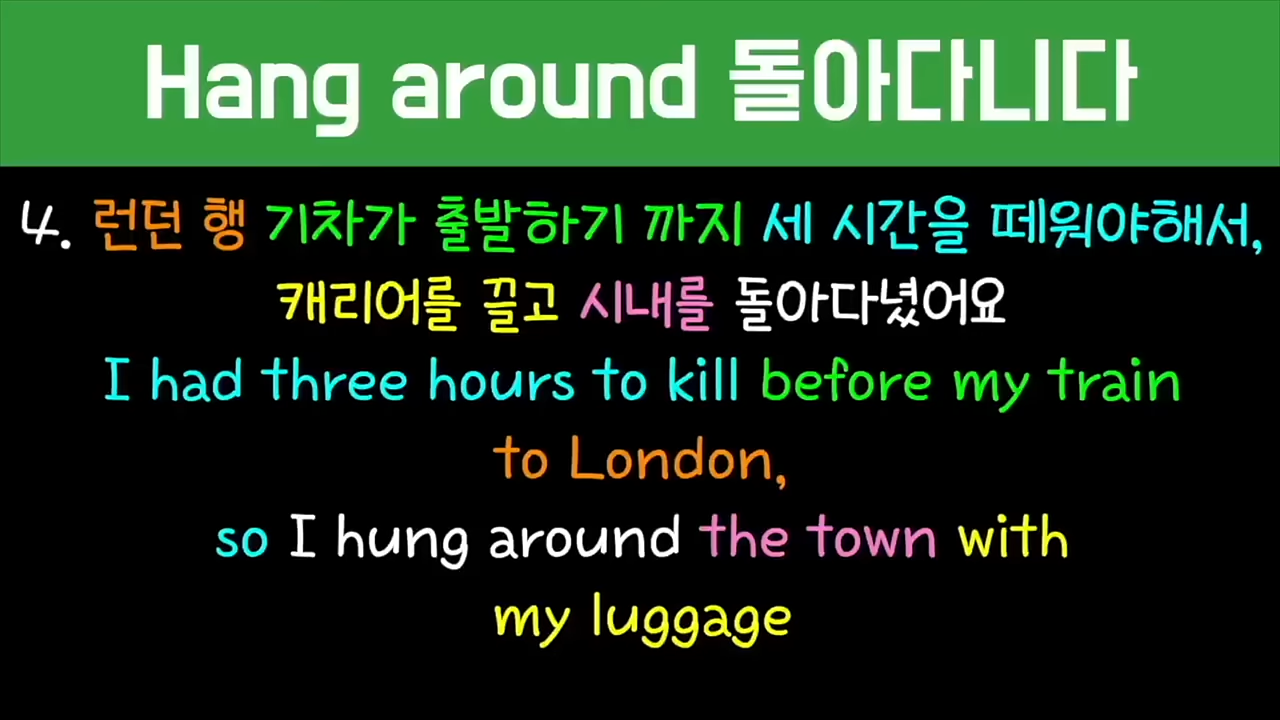 Hang around 돌아다니다
4. 런던 행 기차가 출발하기 까지 세 시간을 떼워야해서,
캐리어를 끌고 시내를 돌아다녔어요
I had three hours to kill before my train
to London,
so I hung around the town with
my luggage